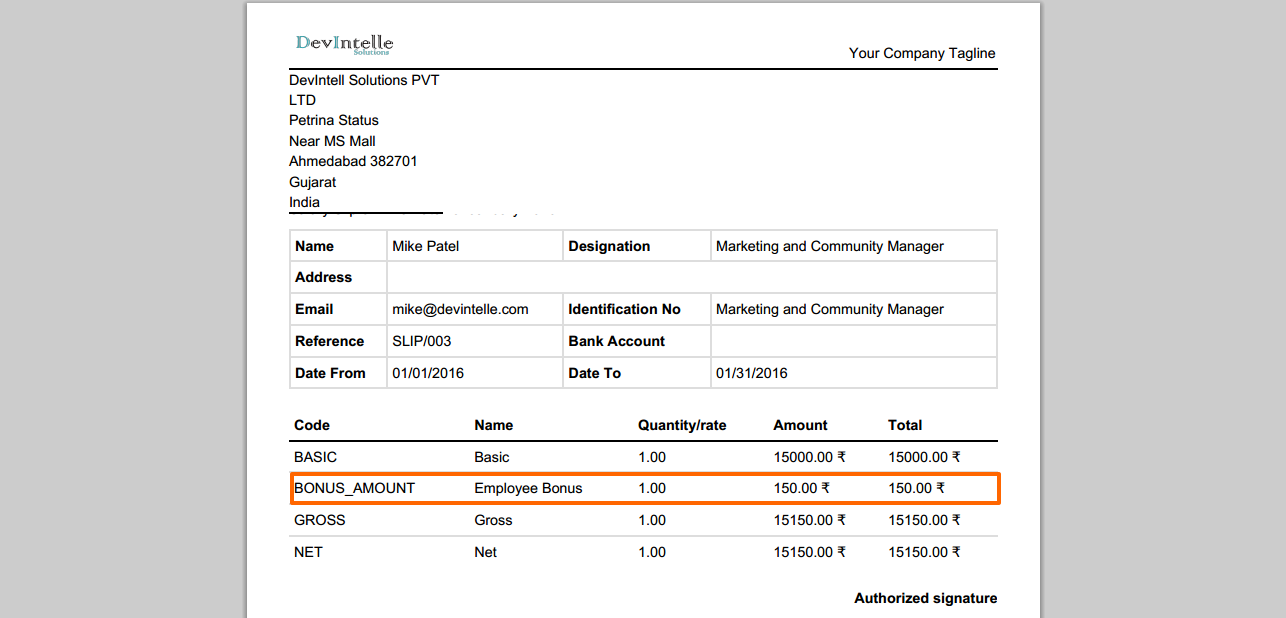 DevIntelle
Solutions
Your Company Tagline
DevIntell Solutions PVT
LTD
Petrina Status
Near MS Mall
Ahmedabad 382701
Gujarat
India
Name Mike Patel Designation Marketing and Community Manager
Address
Email mike@devintelle.com Identification No Marketing and Community Manager
Reference SLIP/003 Bank Account
Date From 01/01/2016 Date To 01/31/2016
Code Name Quantity/rate Amount Total
BASIC Basic 1.00 15000.00 ₹ 15000.00 ₹
BONUS_AMOUNT Employee Bonus 1.00 150.00 ₹ 150.00 ₹
GROSS Gross 1.00 15150.00 ₹ 15150.00 ₹
NET Net 1.00 15150.00 ₹ 15150.00 ₹
Authorized signature